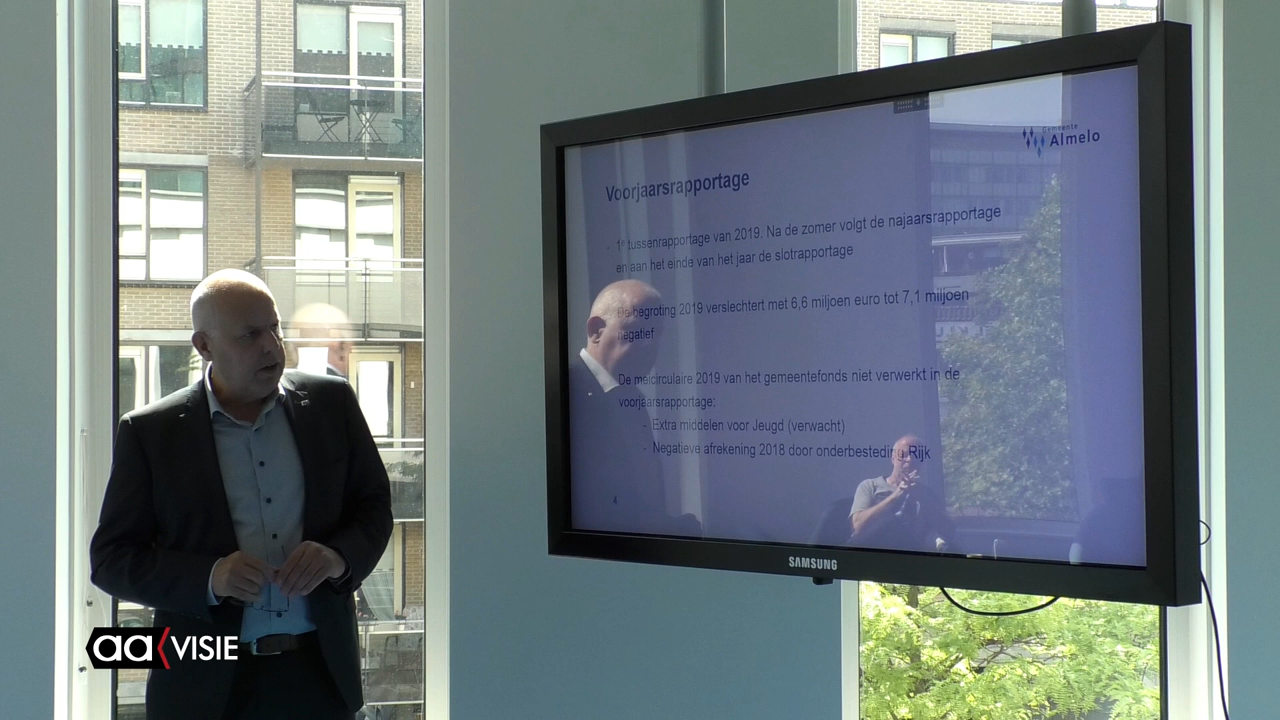 Gemeente
Almelo
Voorjaarsrapportage
- 1e tussenrapportage van 2019. Na de zomer volgt de najaarsrapportage
en aan het einde van het jaar de slotrapportage
De begroting 2019 verslechtert met 6,6 miljoen euro tot 7,1 miljoen
negatief
De meicirculaire 2019 van het gemeentefonds niet verwerkt in de
voorjaarsrapportage:
- Extra middelen voor Jeugd (verwacht)
- Negatieve afrekening 2018 door onderbesteding Rijk
4
SAMSUNG
aa VISIE